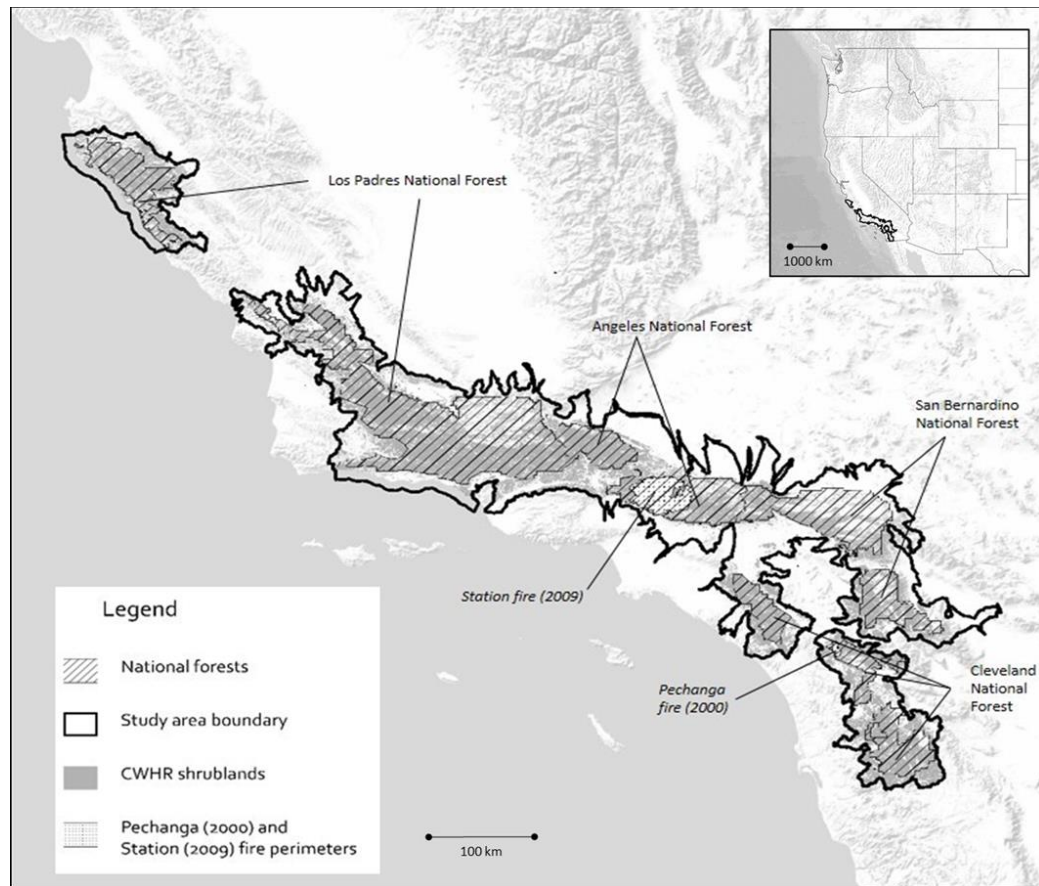 Los Padres National Forest
1000 km
Angeles National Forest
San Bernardino
National Forest
Station fire (2009)
Pechanga
fire (2000)
Cleveland
National
Forest
Legend
National forests
Study area boundary
CWHR shrublands
Pechanga (2000) and
Station (2009) fire perimeters
100 km